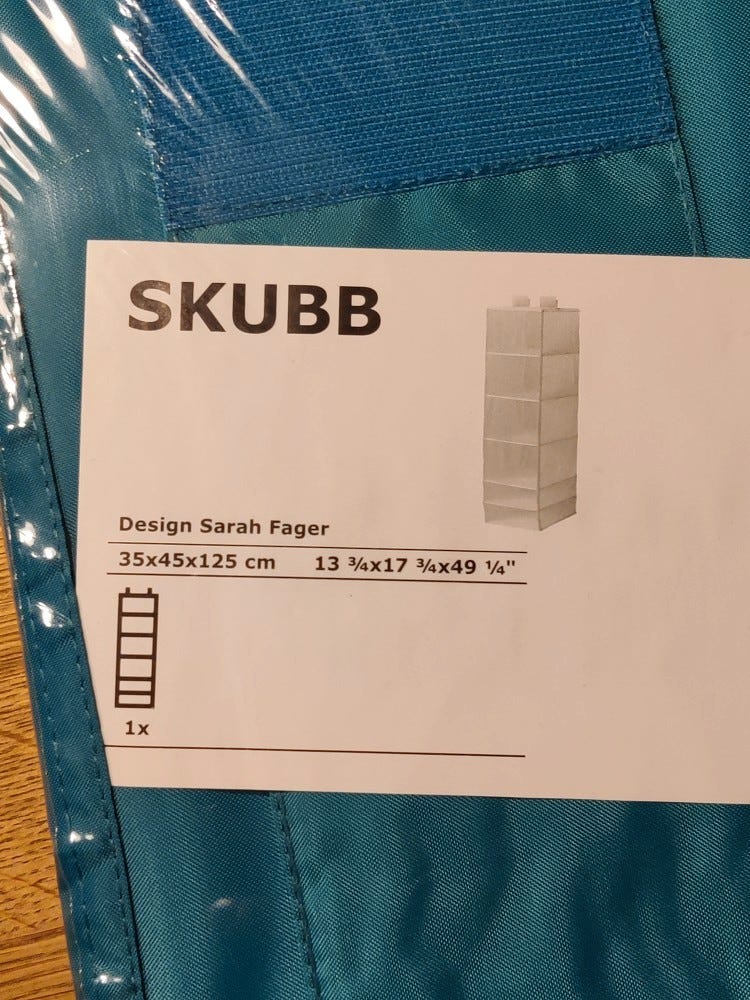 SKUBB
Design Sarah Fager
35x45x125 cm 13 ¾x17 ¾x49 ¼"
1x